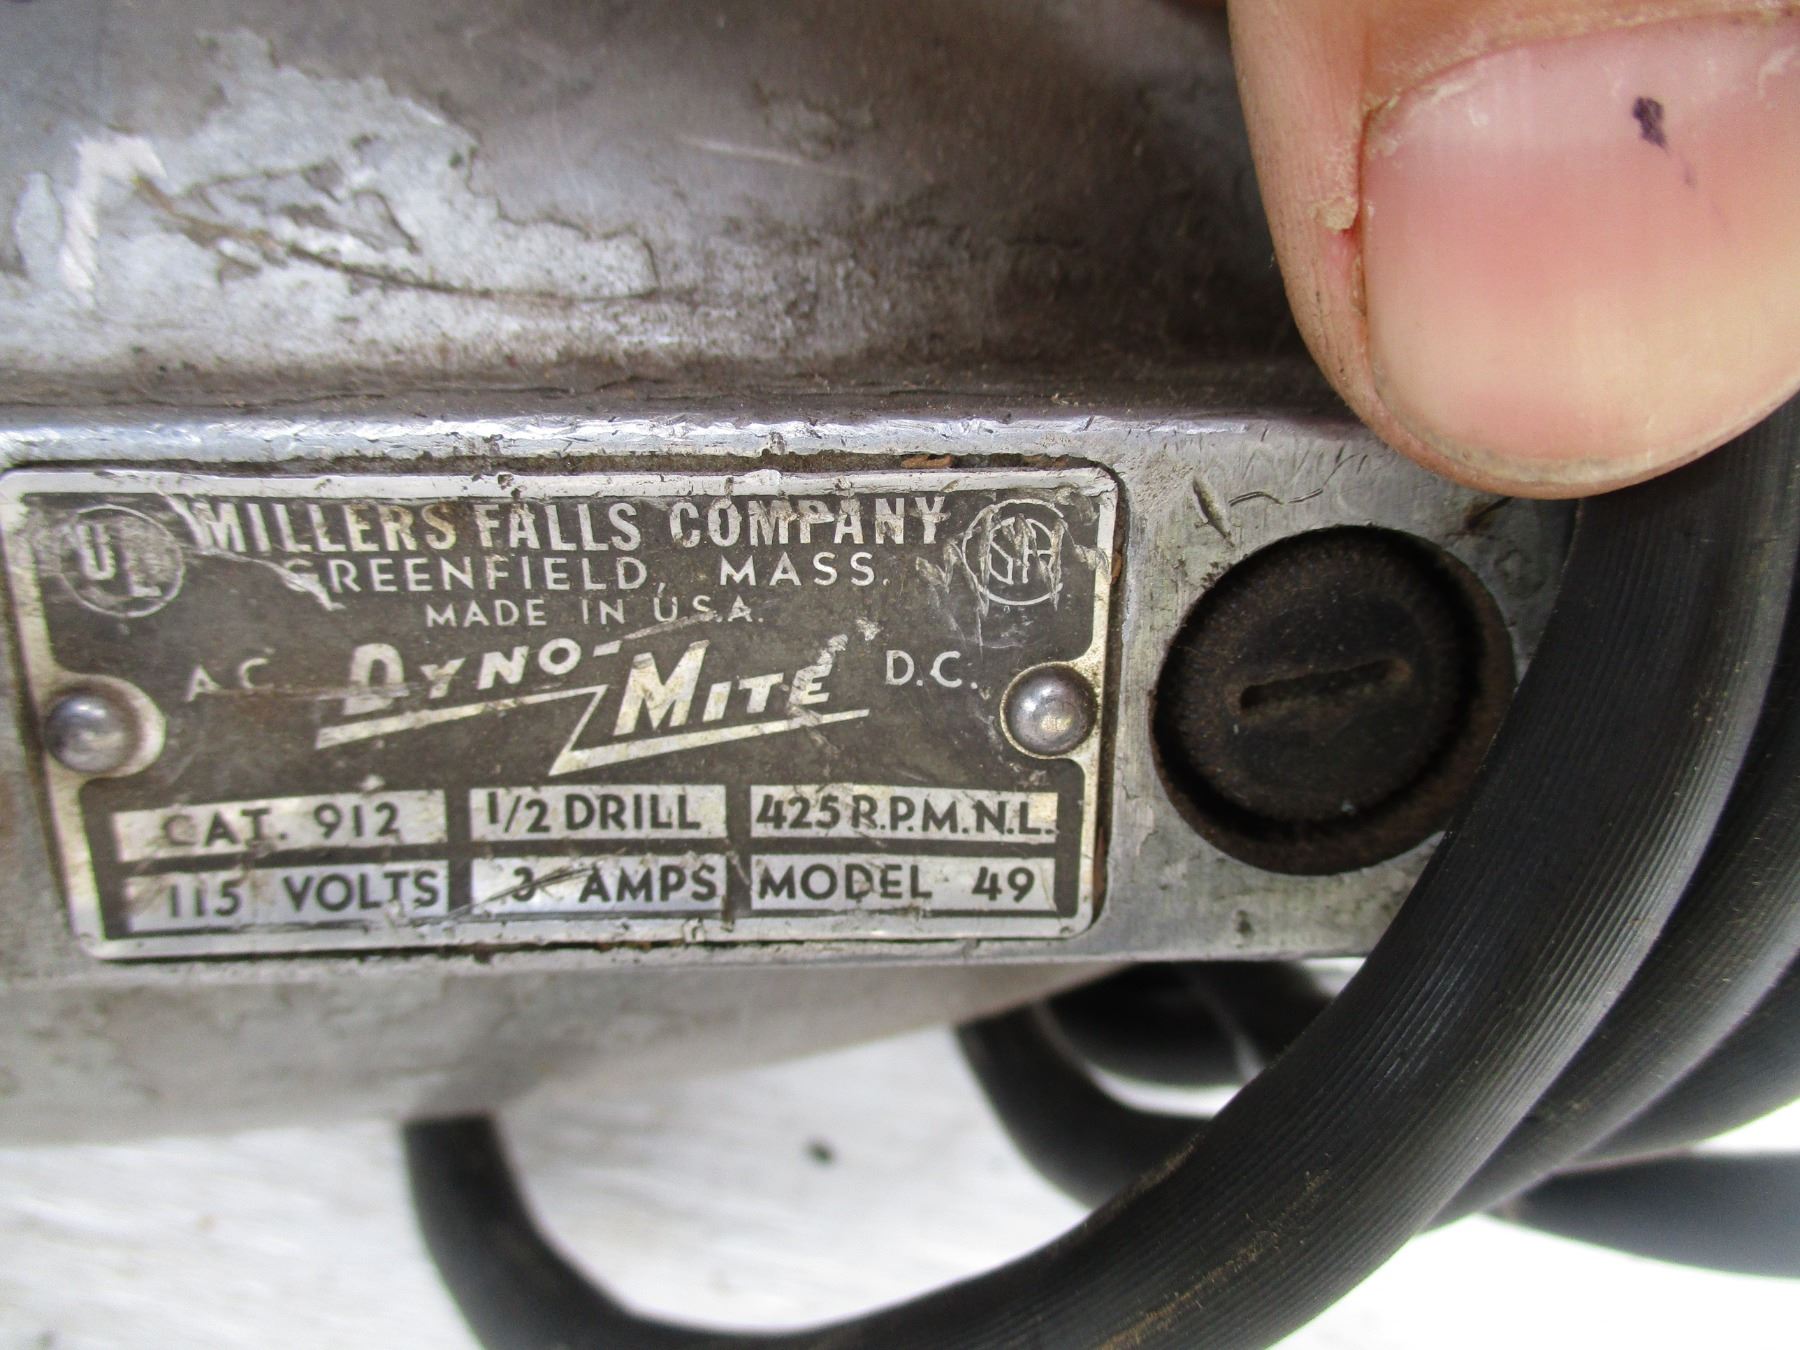 UL MILLERS FALLS COMPANY SA
GREENFIELD, MASS.
MADE IN U.S.A.
A.C. DYNO-MITE D.C.
CAT. 912 1/2 DRILL 425 R.P.M.N.L.
115 VOLTS 3 AMPS MODEL 49